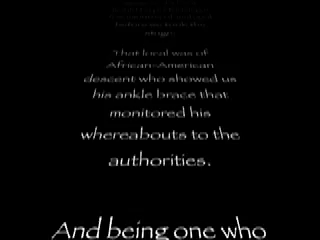 That local was of
African-American
descent who showed us
his ankle brace that
monitored his
whereabouts to the
authorities.
And being one who